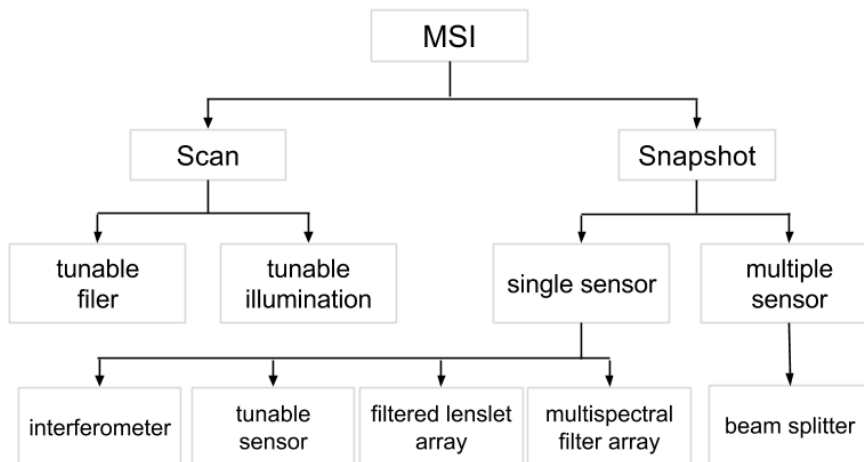 MSI
Scan
Snapshot
tunable
filer
tunable
illumination
single sensor
multiple
sensor
interferometer
tunable
sensor
filtered lenslet
array
multispectral
filter array
beam splitter